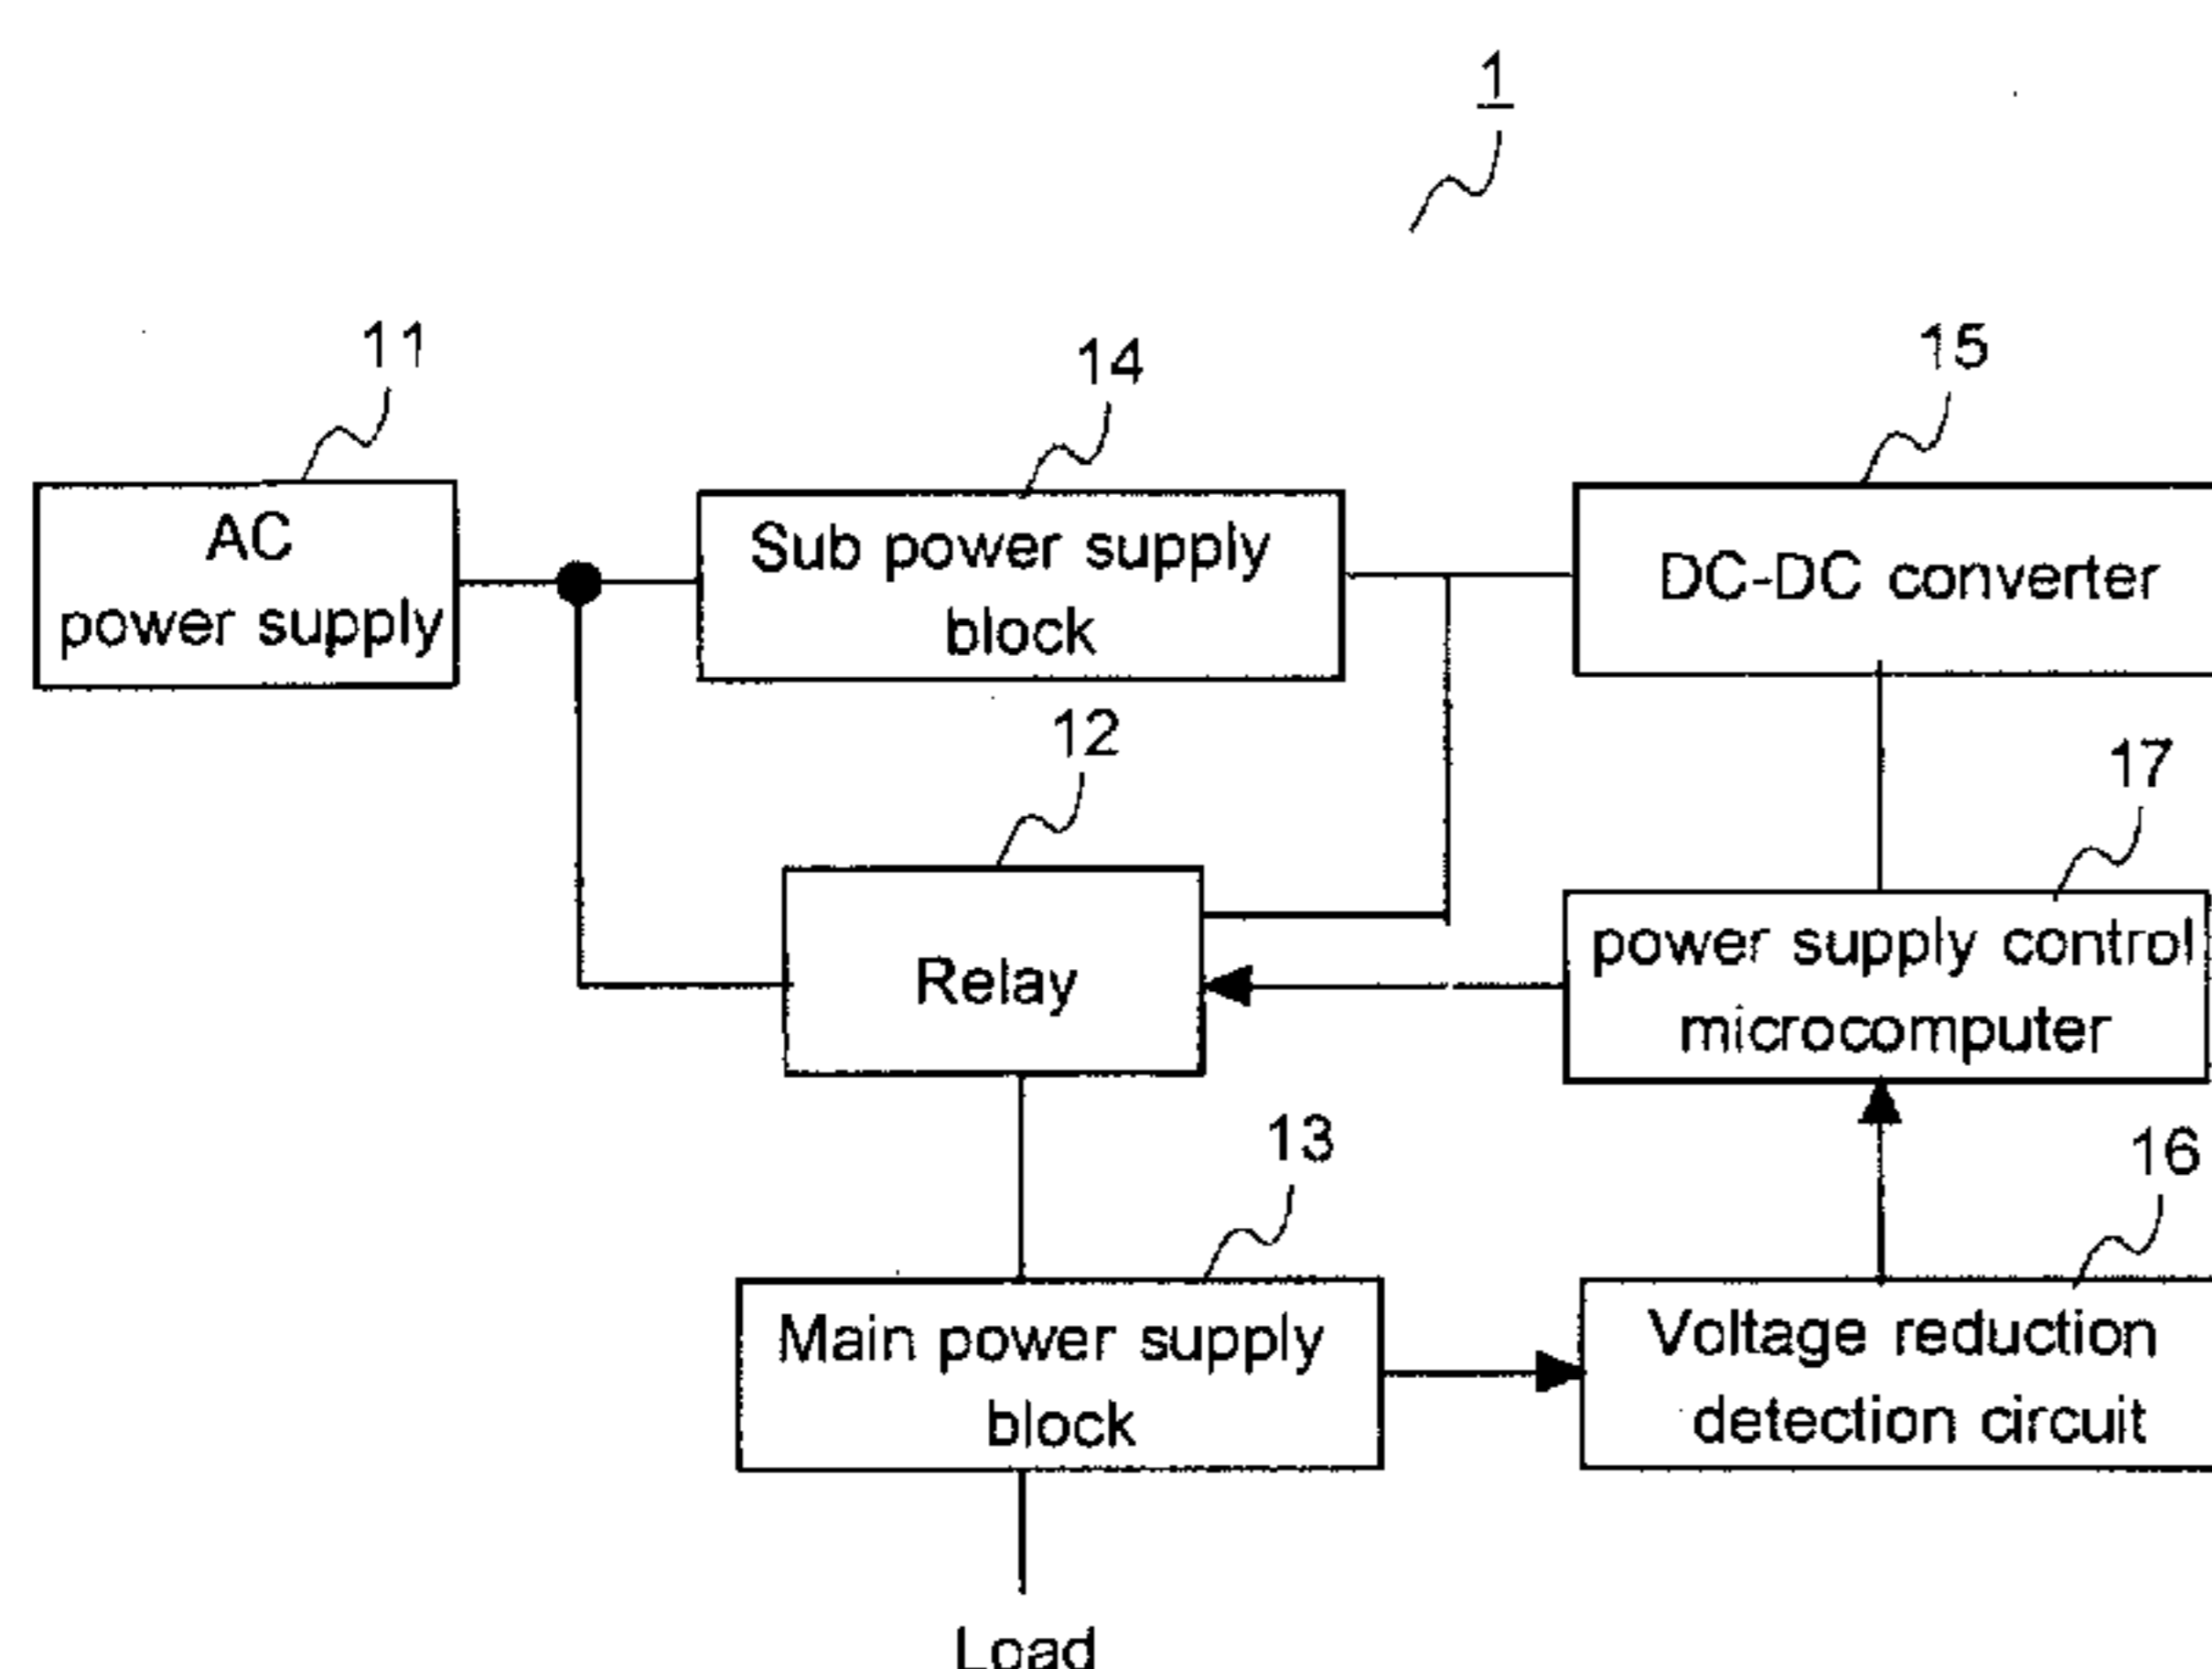 1
11
14
15
AC
power supply
Sub power supply
block
DC-DC converter
12
17
Relay
power supply control
microcomputer
13
16
Main power supply
block
Voltage reduction
detection circuit
Load